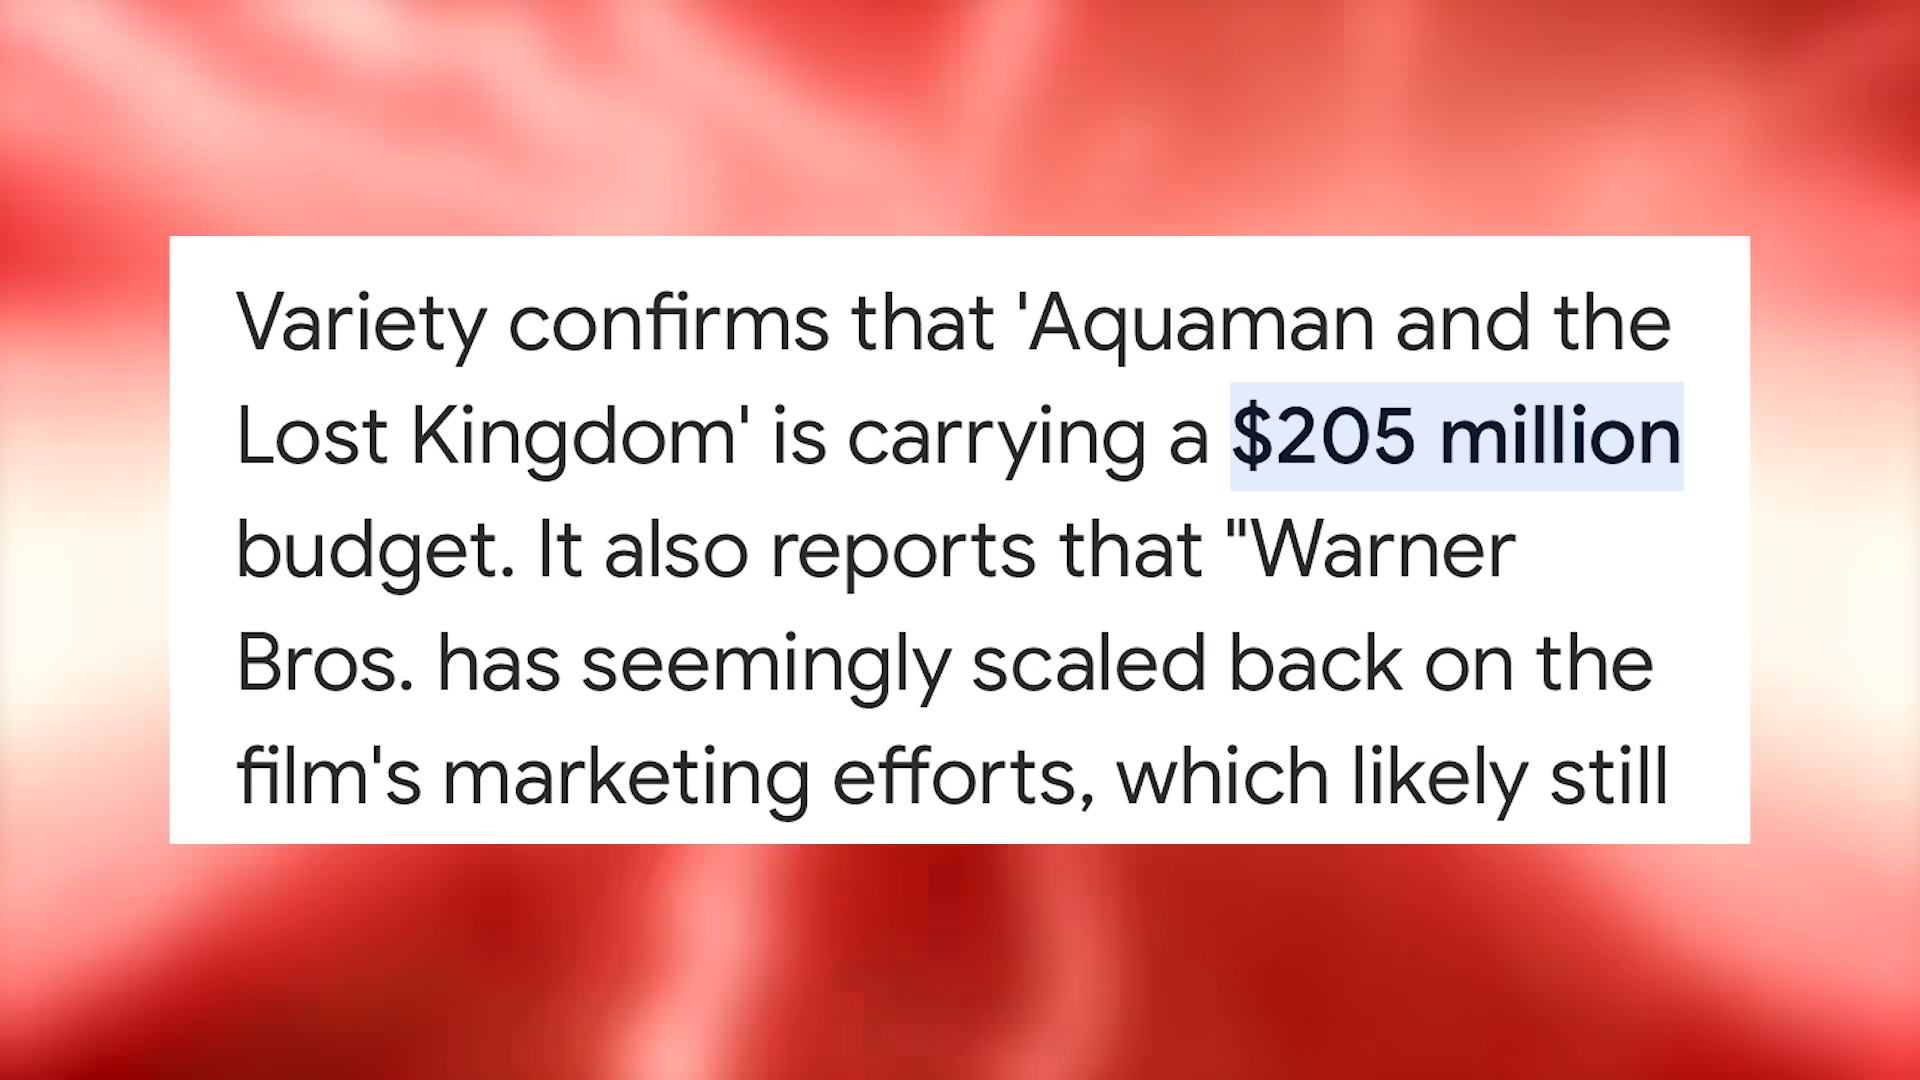 Variety confirms that 'Aquaman and the
Lost Kingdom' is carrying a $205 million
budget. It also reports that "Warner
Bros. has seemingly scaled back on the
film's marketing efforts, which likely still